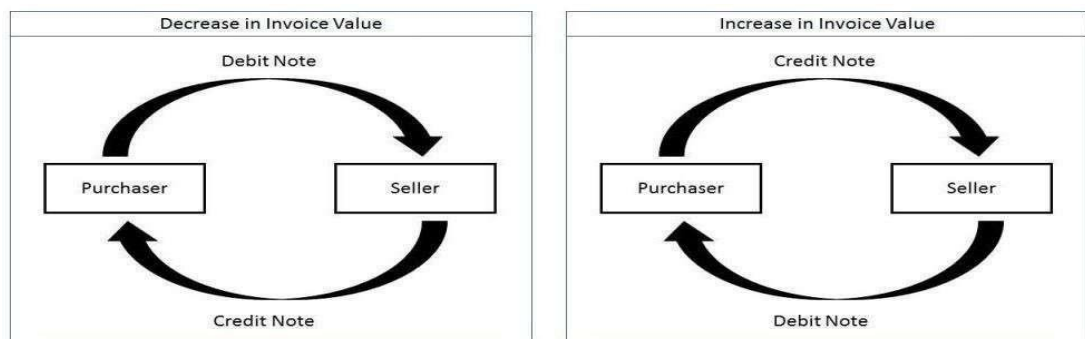 Decrease in Invoice Value
Debit Note
Purchaser
Seller
Credit Note
Increase in Invoice Value
Credit Note
Purchaser
Seller
Debit Note